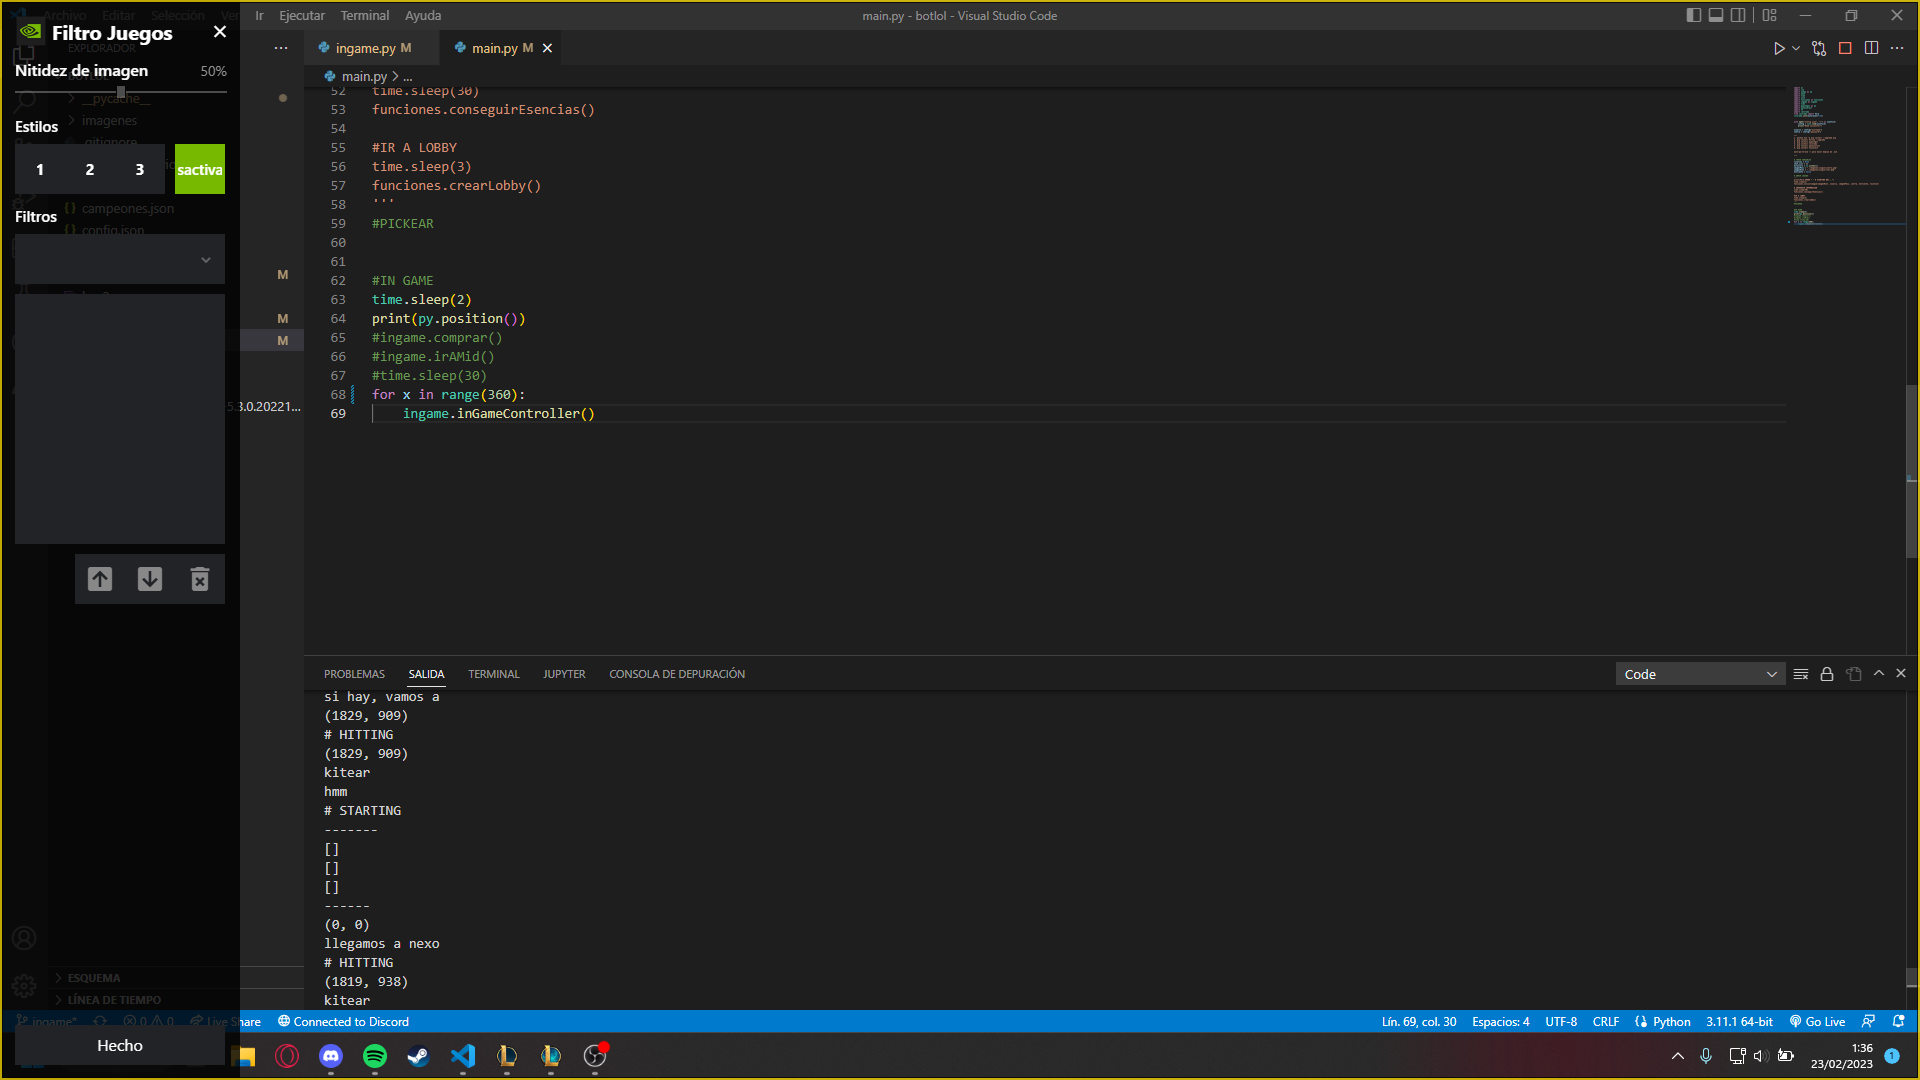 Archivo Editar Selección Ver Ir Ejecutar Terminal Ayuda
main.py - botlol - Visual Studio Code
Filtro Juegos
EXPLORADOR
Nitidez de imagen 50%
__pycache__
imagenes
.gitignore
Estilos
1 2 3 sactiva
campeones.json
Filtros
config.json
M
M
M
5.3.0.20221...
ESQUEMA
LÍNEA DE TIEMPO
Hecho
ingame.py M
main.py M
main.py > ...
52 time.sleep(30)
53 funciones.conseguirEsencias()
54
55 #IR A LOBBY
56 time.sleep(3)
57 funciones.crearLobby()
58 '''
59 #PICKEAR
60
61
62 #IN GAME
63 time.sleep(2)
64 print(py.position())
65 #ingame.comprar()
66 #ingame.irAMid()
67 #time.sleep(30)
68 for x in range(360):
69 ingame.inGameController()
PROBLEMAS SALIDA TERMINAL JUPYTER CONSOLA DE DEPURACIÓN
Code
si hay, vamos a
(1829, 909)
# HITTING
(1829, 909)
kitear
hmm
# STARTING
-------
[]
[]
[]
------
(0, 0)
llegamos a nexo
# HITTING
(1819, 938)
kitear
ingame* 0 0 Live Share Connected to Discord
Lín. 69, col. 30 Espacios: 4 UTF-8 CRLF Python 3.11.1 64-bit Go Live
1:36
23/02/2023
1